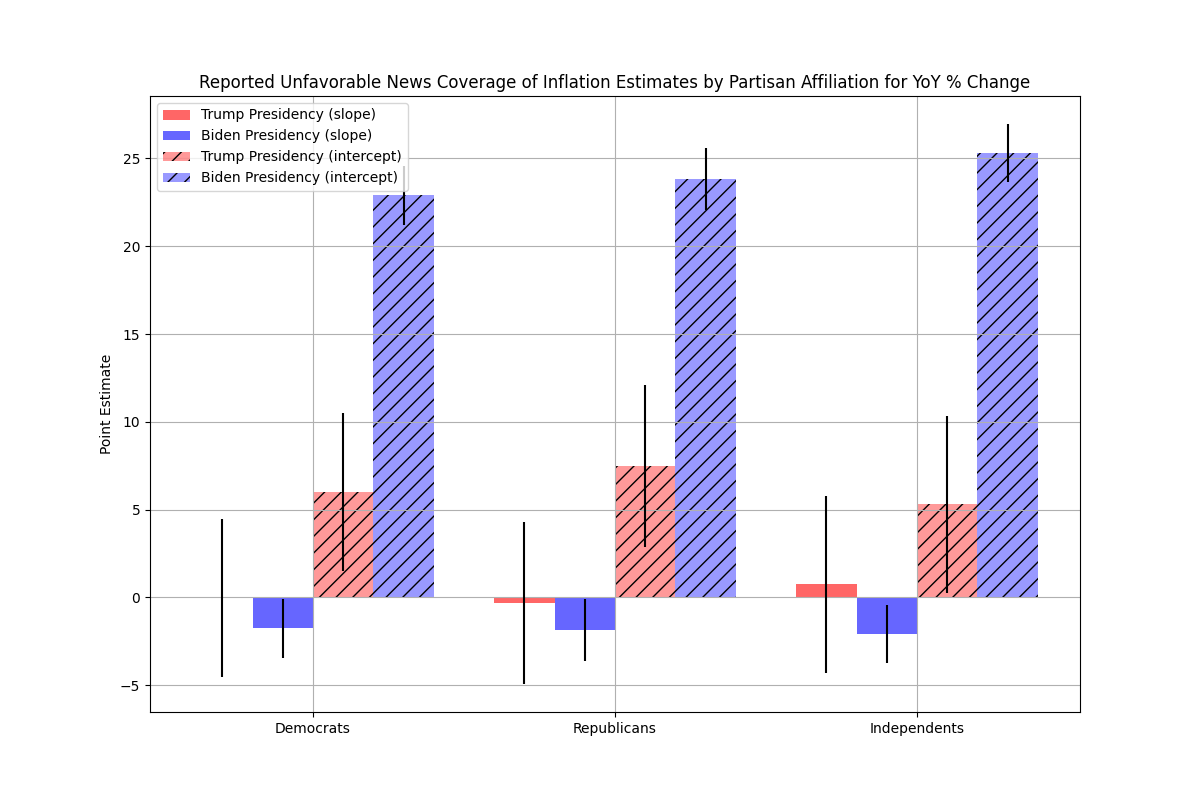 Reported Unfavorable News Coverage of Inflation Estimates by Partisan Affiliation for YoY % Change
Trump Presidency (slope)
Biden Presidency (slope)
Trump Presidency (intercept)
Biden Presidency (intercept)
Point Estimate
25
20
15
10
5
0
−5
Democrats
Republicans
Independents